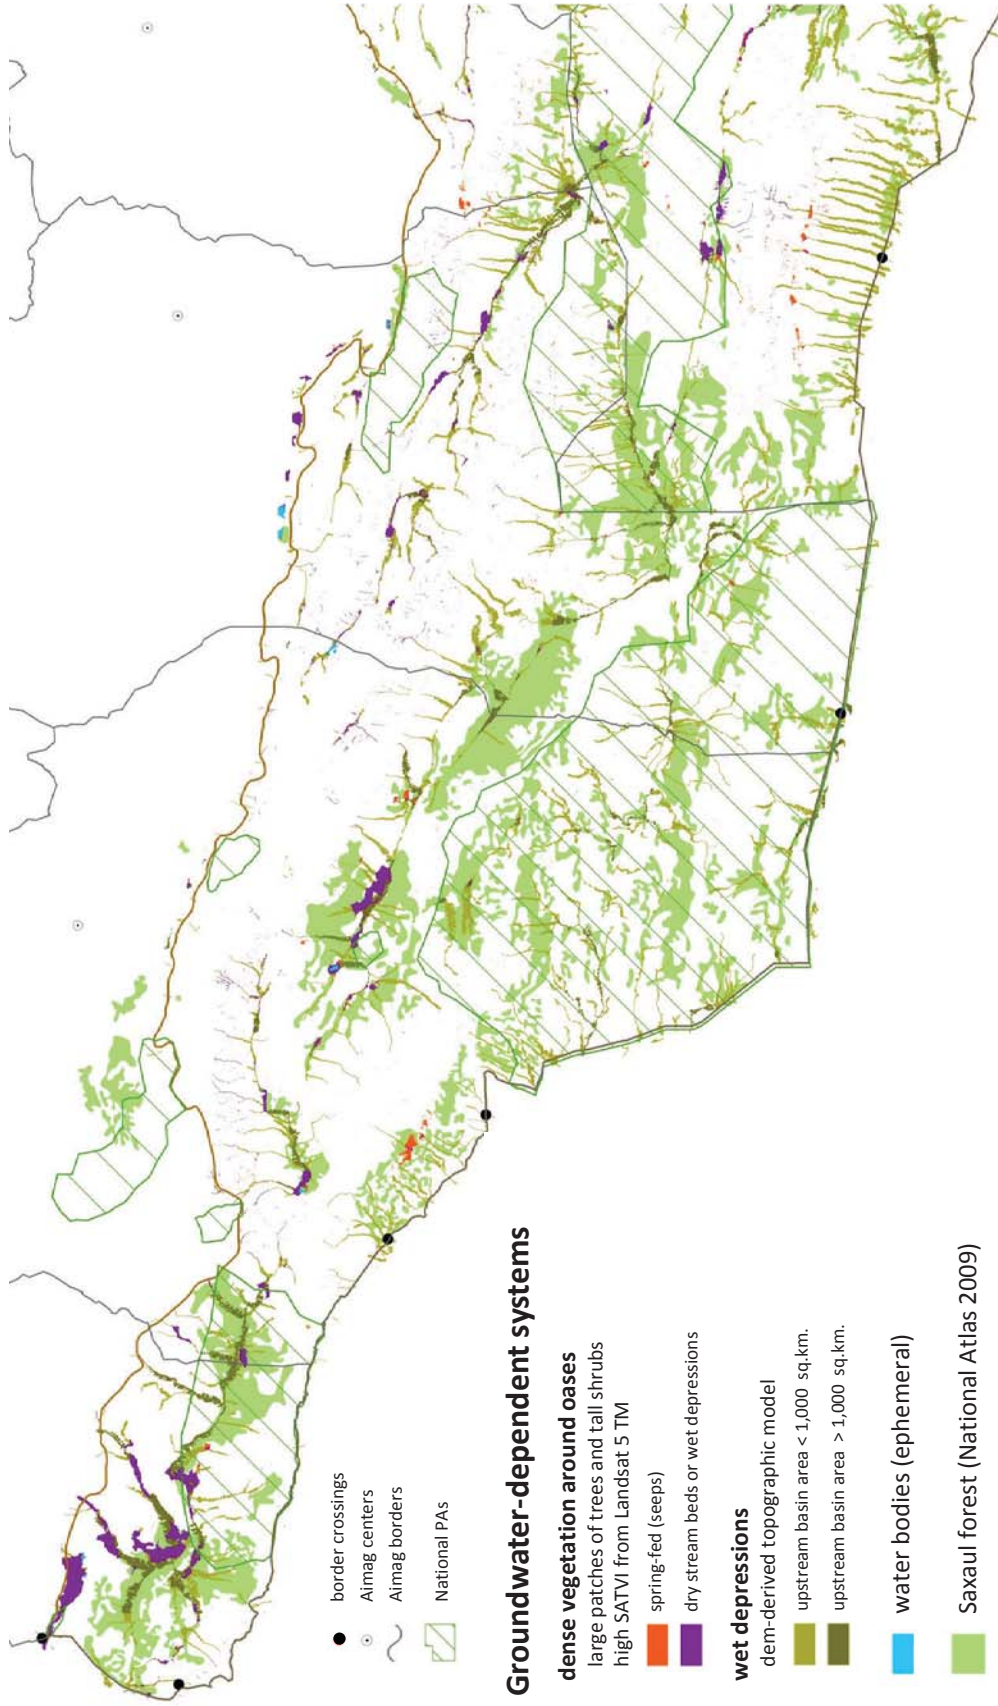 border crossings
Aimag centers
Aimag borders
National PAs
Groundwater-dependent systems
dense vegetation around oases
large patches of trees and tall shrubs
high SATVI from Landsat 5 TM
spring-fed (seeps)
dry stream beds or wet depressions
wet depressions
dem-derived topographic model
upstream basin area < 1,000 sq.km.
upstream basin area > 1,000 sq.km.
water bodies (ephemeral)
Saxaul forest (National Atlas 2009)